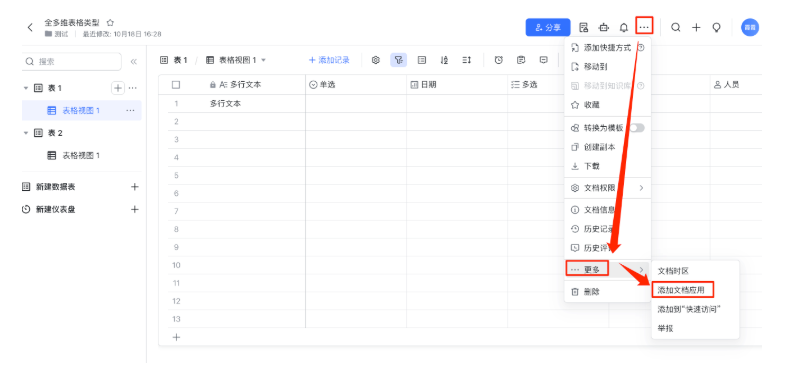 全多维表格类型
测试 | 最近修改: 10月16日 16:28
分享
青青
搜索
表 1
表格视图 1
表 2
表格视图 1
新建数据表
新建仪表盘
表 1 / 表格视图 1
添加记录
多行文本
单选
日期
多选
人员
1 多行文本
2
3
4
5
6
7
8
9
10
11
12
13
添加快捷方式
移动到
移动到知识库
收藏
转换为模板
创建副本
下载
文档权限
文档信息
历史记录
历史评
更多
删除
文档时区
添加文档应用
添加到"快速访问"
举报